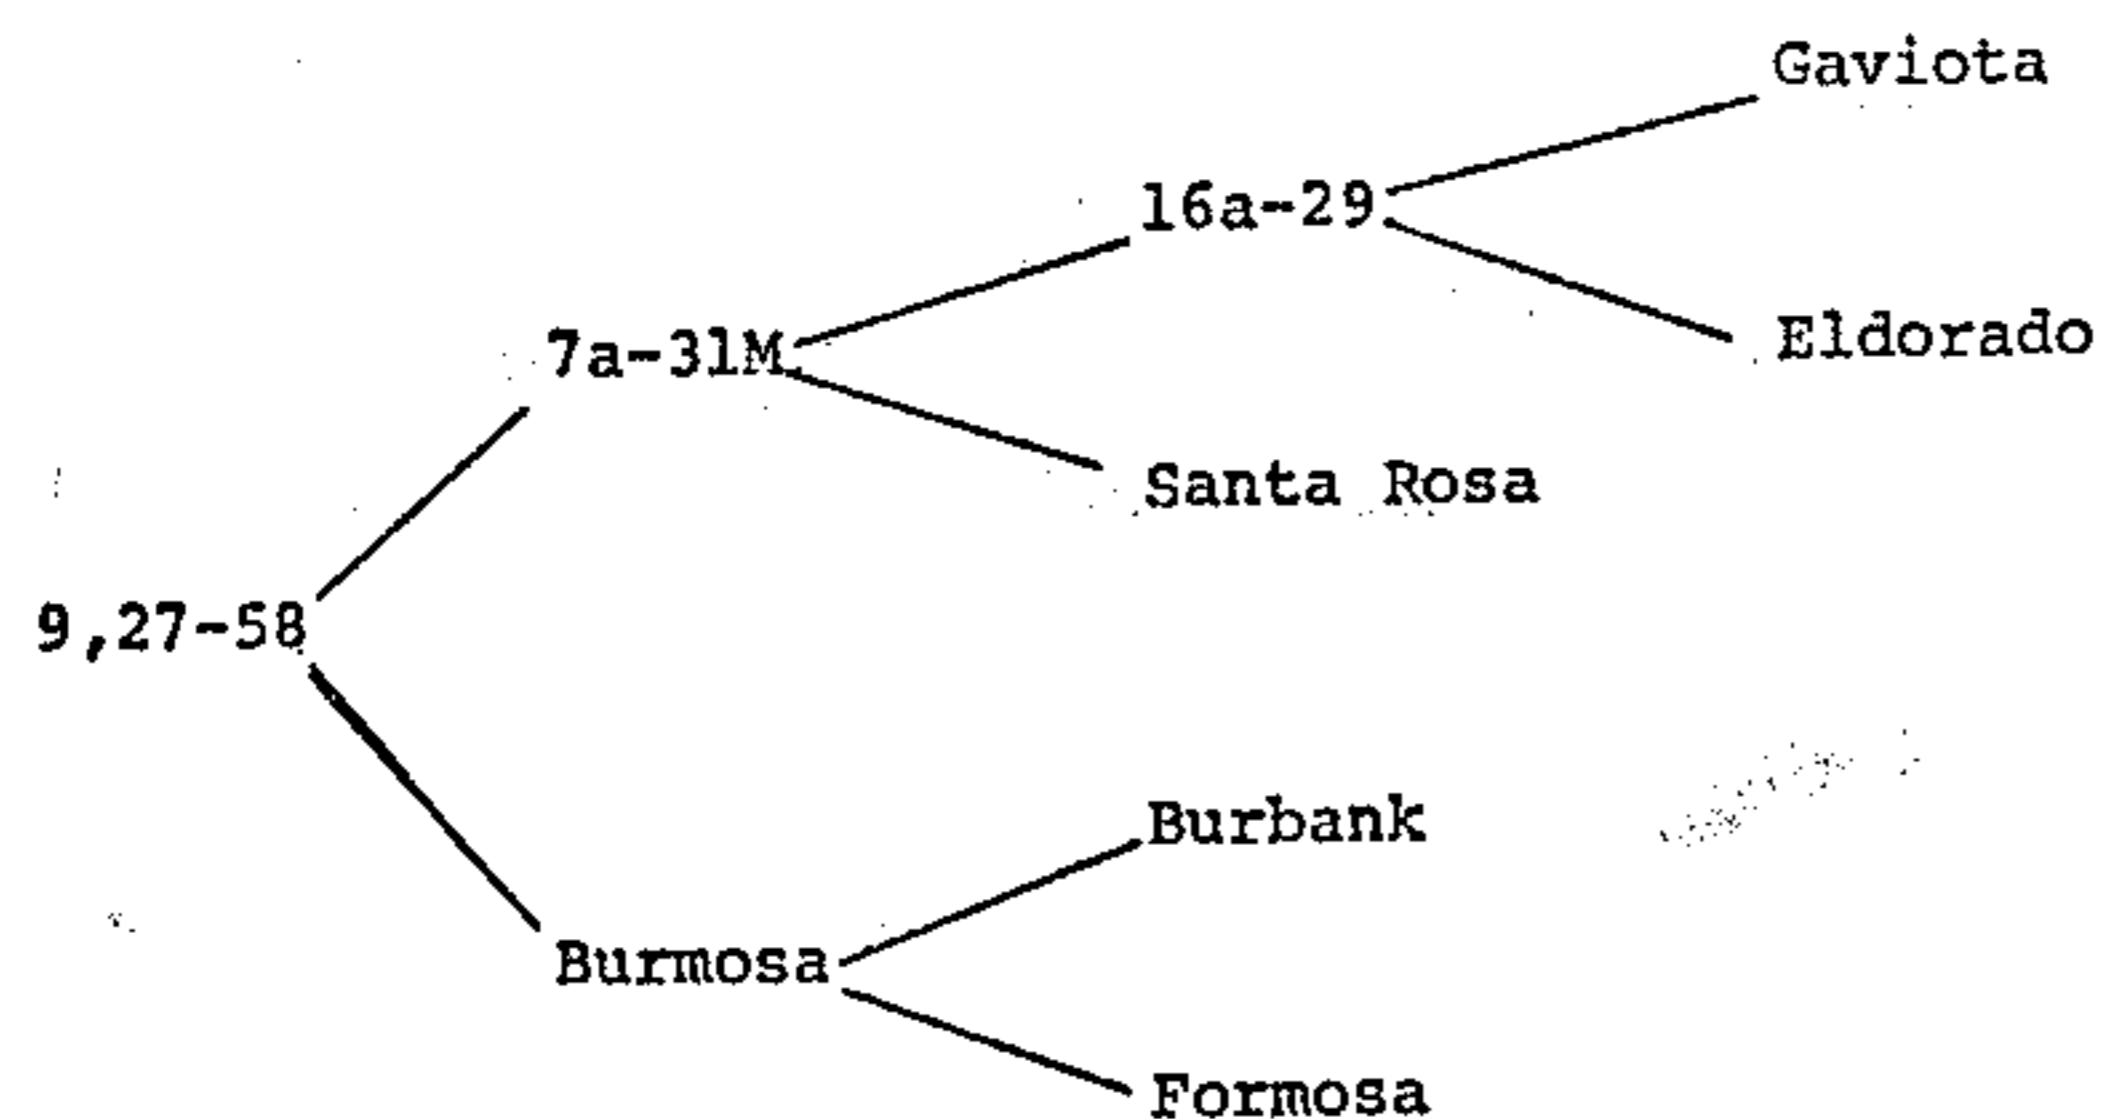 Gaviota
16a-29
Eldorado
7a-31M
Santa Rosa
9,27-58
Burbank
Burmosa
Formosa